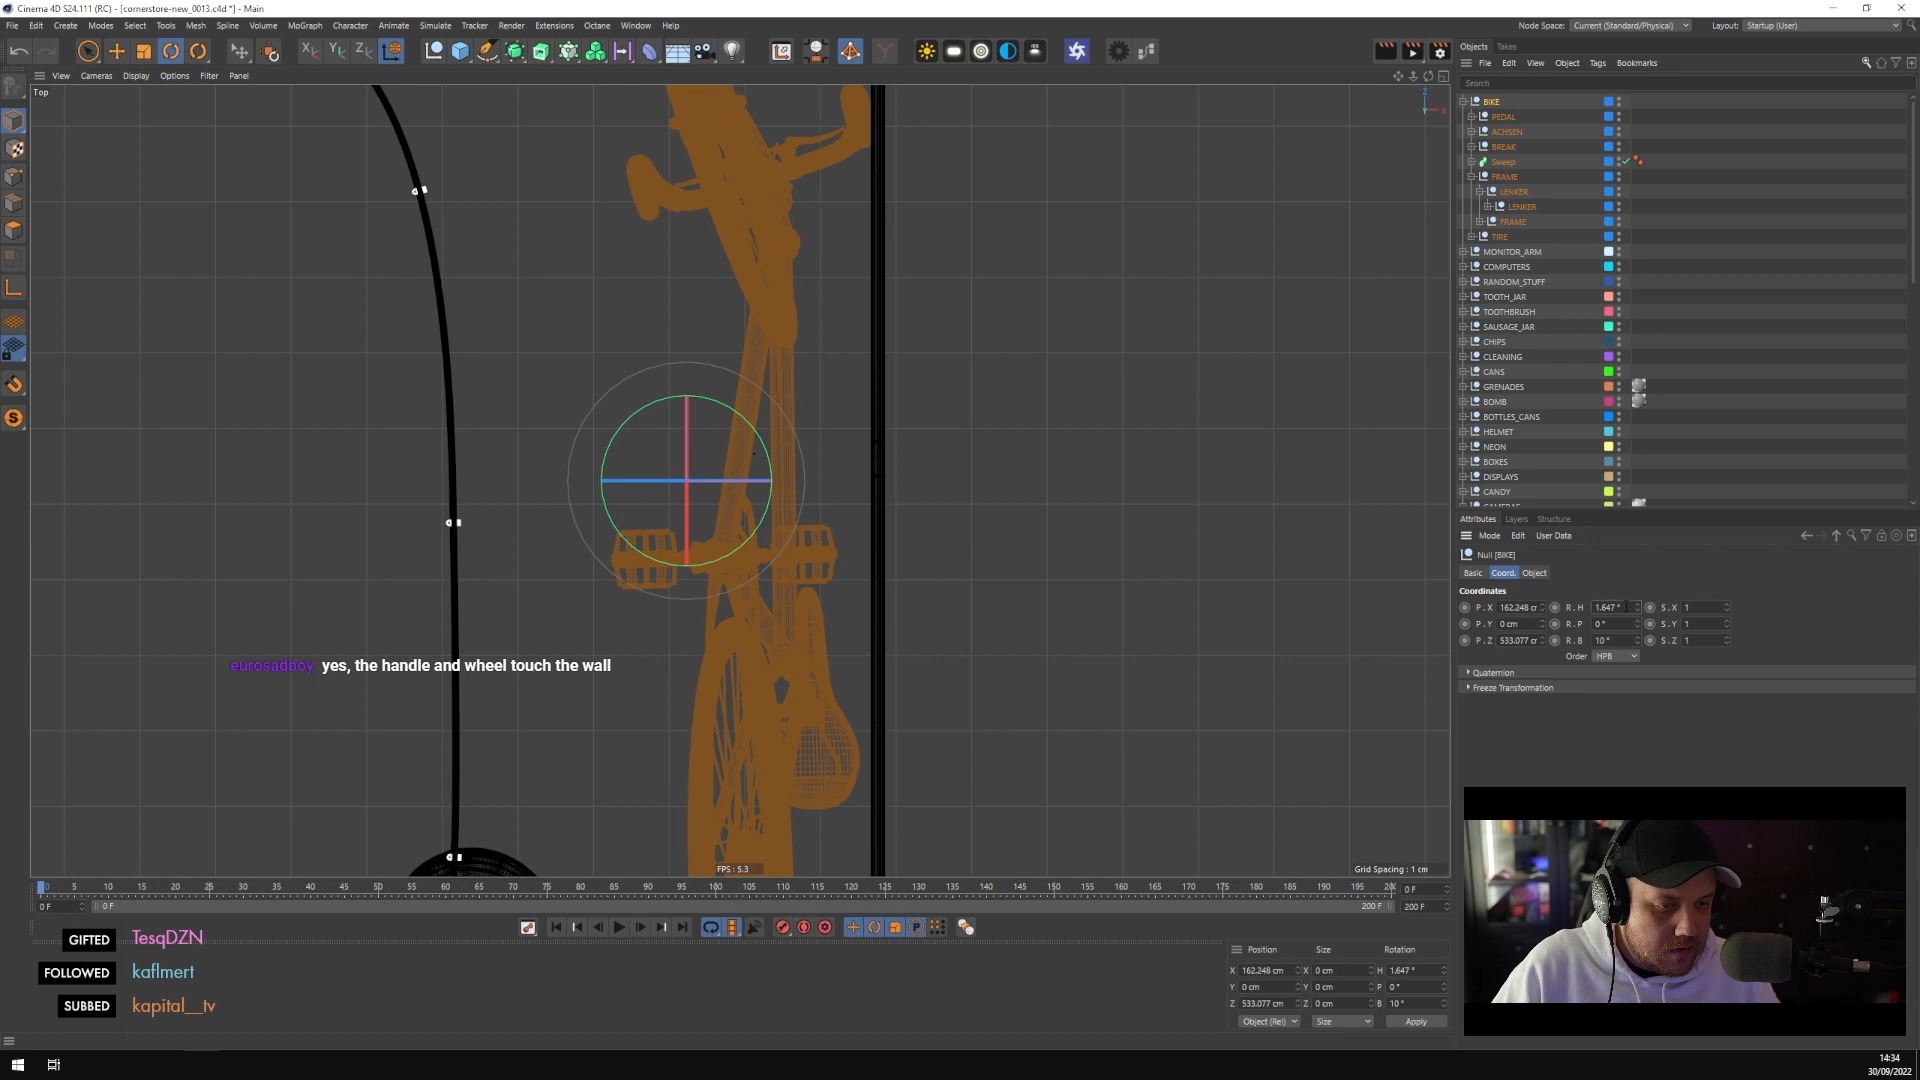 Cinema 4D S24.111 (RC) - [cornerstore-new_0013.c4d *] - Main
File Edit Create Modes Select Tools Mesh Spline Volume MoGraph Character Animate Simulate Tracker Render Extensions Octane Window Help
Node Space: Current (Standard/Physical) Layout: Startup (User)
Objects Takes
View Cameras Display Options Filter Panel
File Edit View Object Tags Bookmarks
Search
Top
BIKE
PEDAL
ACHSEN
BREAK
Sweep
FRAME
LENKER
LENKER
FRAME
TIRE
MONITOR_ARM
COMPUTERS
RANDOM_STUFF
TOOTH_JAR
TOOTHBRUSH
SAUSAGE_JAR
CHIPS
CLEANING
CANS
GRENADES
BOMB
BOTTLES_CANS
HELMET
NEON
BOXES
DISPLAYS
CANDY
CAMERAS
Attributes Layers Structure
Mode Edit User Data
Null [BIKE]
Basic Coord. Object
Coordinates
P . X 162.248 cr R . H 1.647 ° S . X 1
P . Y 0 cm R . P 0 ° S . Y 1
P . Z 533.077 cr R . B 10 ° S . Z 1
Order HPB
Quaternion
Freeze Transformation
eurosadboy yes, the handle and wheel touch the wall
FPS : 5.3
Grid Spacing : 1 cm
0 5 10 15 20 25 30 35 40 45 50 55 60 65 70 75 80 85 90 95 100 105 110 115 120 125 130 135 140 145 150 155 160 165 170 175 180 185 190 195 200 0 F
0 F 0 F 200 F 200 F
GIFTED TesqDZN
FOLLOWED kaflmert
SUBBED kapital__tv
Position Size Rotation
X 162.248 cm X 0 cm H 1.647 °
Y 0 cm Y 0 cm P 0 °
Z 533.077 cm Z 0 cm B 10 °
Object (Rel) Size Apply
14:34
30/09/2022